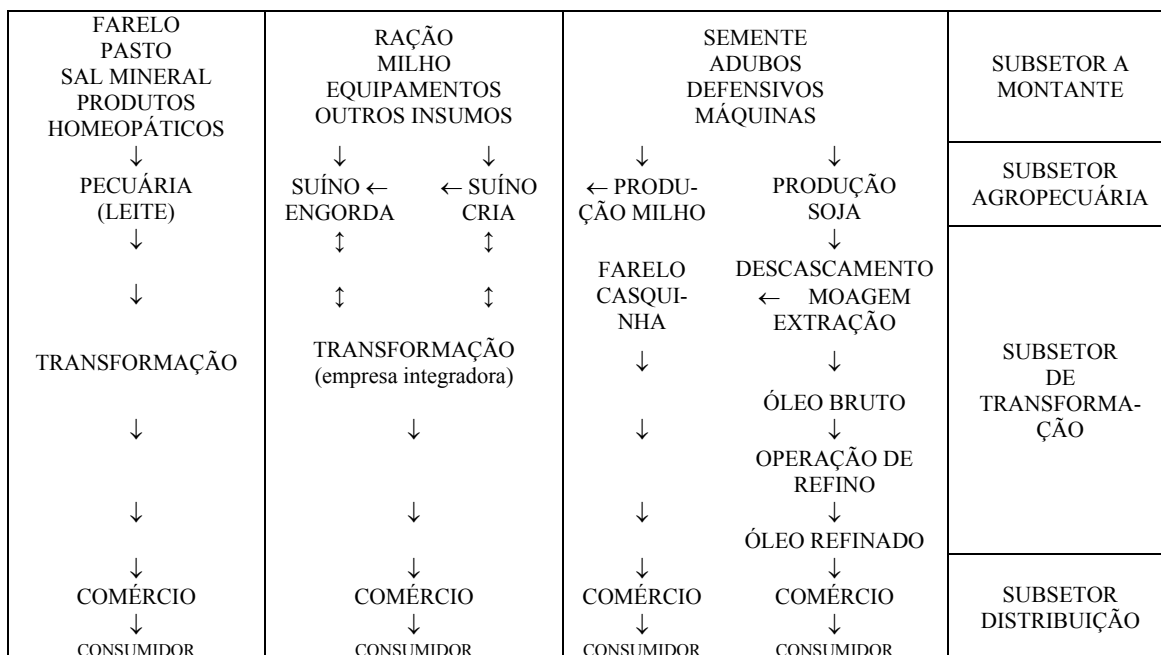 FARELO
PASTO
SAL MINERAL
PRODUTOS
HOMEOPÁTICOS
↓
PECUÁRIA
(LEITE)
↓
↓
TRANSFORMAÇÃO
↓
↓
↓
COMÉRCIO
↓
CONSUMIDOR
RAÇÃO
MILHO
EQUIPAMENTOS
OUTROS INSUMOS
↓ ↓
SUÍNO ← ← SUÍNO
ENGORDA CRIA
↕ ↕
↕ ↕
TRANSFORMAÇÃO
(empresa integradora)
↓
↓
↓
COMÉRCIO
↓
CONSUMIDOR
SEMENTE
ADUBOS
DEFENSIVOS
MÁQUINAS
↓
← PRODU-
ÇÃO MILHO
FARELO
CASQUI-
NHA
↓
↓
↓
↓
COMÉRCIO
↓
CONSUMIDOR
↓
PRODUÇÃO
SOJA
↓
DESCASCAMENTO
← MOAGEM
EXTRAÇÃO
↓
ÓLEO BRUTO
↓
OPERAÇÃO DE
REFINO
↓
ÓLEO REFINADO
↓
COMÉRCIO
↓
CONSUMIDOR
SUBSETOR A
MONTANTE
SUBSETOR
AGROPECUÁRIA
SUBSETOR
DE
TRANSFORMA-
ÇÃO
SUBSETOR
DISTRIBUIÇÃO